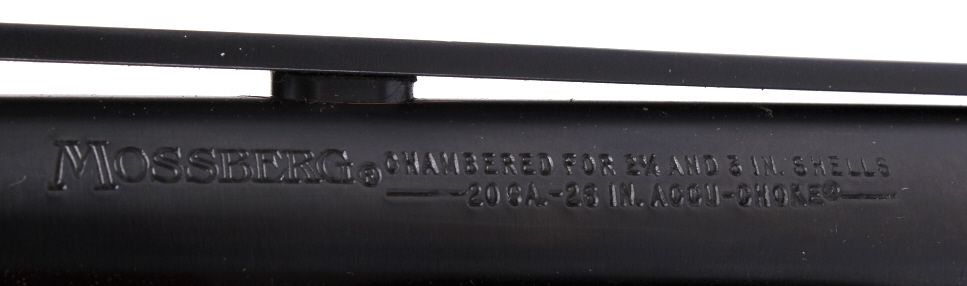 MOSSBERG® CHAMBERED FOR 2¾ AND 3 IN. SHELLS
20 GA.-26 IN. ACCU-CHOKE®